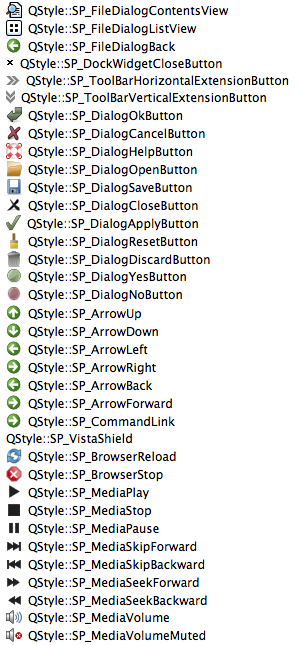 QStyle::SP_FileDialogContentsView
QStyle::SP_FileDialogListView
QStyle::SP_FileDialogBack
QStyle::SP_DockWidgetCloseButton
QStyle::SP_ToolBarHorizontalExtensionButton
QStyle::SP_ToolBarVerticalExtensionButton
QStyle::SP_DialogOkButton
QStyle::SP_DialogCancelButton
QStyle::SP_DialogHelpButton
QStyle::SP_DialogOpenButton
QStyle::SP_DialogSaveButton
QStyle::SP_DialogCloseButton
QStyle::SP_DialogApplyButton
QStyle::SP_DialogResetButton
QStyle::SP_DialogDiscardButton
QStyle::SP_DialogYesButton
QStyle::SP_DialogNoButton
QStyle::SP_ArrowUp
QStyle::SP_ArrowDown
QStyle::SP_ArrowLeft
QStyle::SP_ArrowRight
QStyle::SP_ArrowBack
QStyle::SP_ArrowForward
QStyle::SP_CommandLink
QStyle::SP_VistaShield
QStyle::SP_BrowserReload
QStyle::SP_BrowserStop
QStyle::SP_MediaPlay
QStyle::SP_MediaStop
QStyle::SP_MediaPause
QStyle::SP_MediaSkipForward
QStyle::SP_MediaSkipBackward
QStyle::SP_MediaSeekForward
QStyle::SP_MediaSeekBackward
QStyle::SP_MediaVolume
QStyle::SP_MediaVolumeMuted